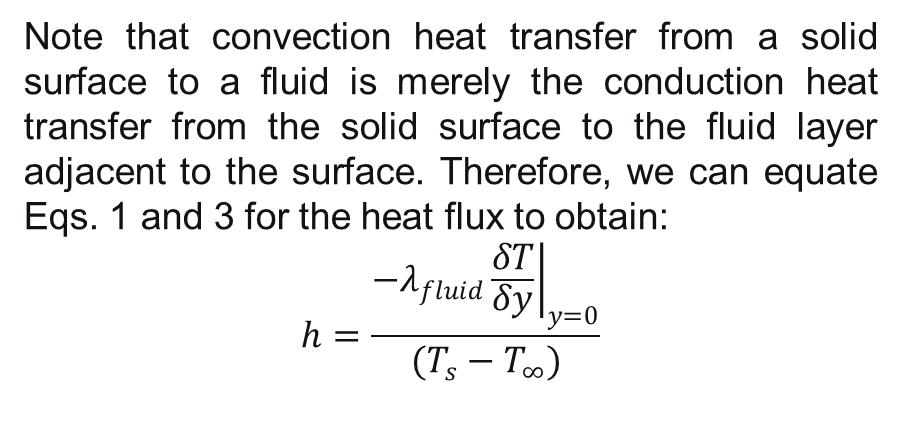 Note that convection heat transfer from a solid
surface to a fluid is merely the conduction heat
transfer from the solid surface to the fluid layer
adjacent to the surface. Therefore, we can equate
Eqs. 1 and 3 for the heat flux to obtain:
h = \frac{-\lambda_{fluid} \left. \frac{\delta T}{\delta y} \right|_{y=0}}{(T_s - T_\infty)}